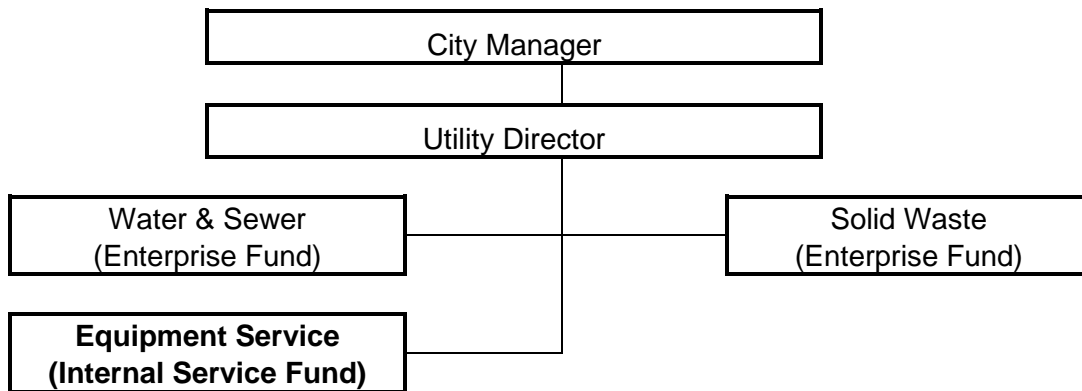 City Manager
Utility Director
Water & Sewer
(Enterprise Fund)
Solid Waste
(Enterprise Fund)
Equipment Service
(Internal Service Fund)